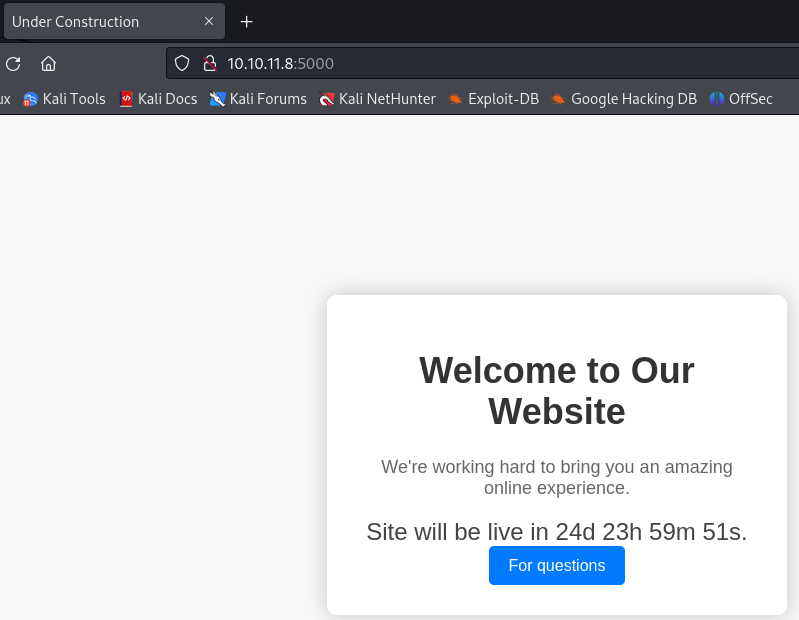 Under Construction
10.10.11.8:5000
ux Kali Tools Kali Docs Kali Forums Kali NetHunter Exploit-DB Google Hacking DB OffSec
Welcome to Our
Website
We're working hard to bring you an amazing
online experience.
Site will be live in 24d 23h 59m 51s.
For questions